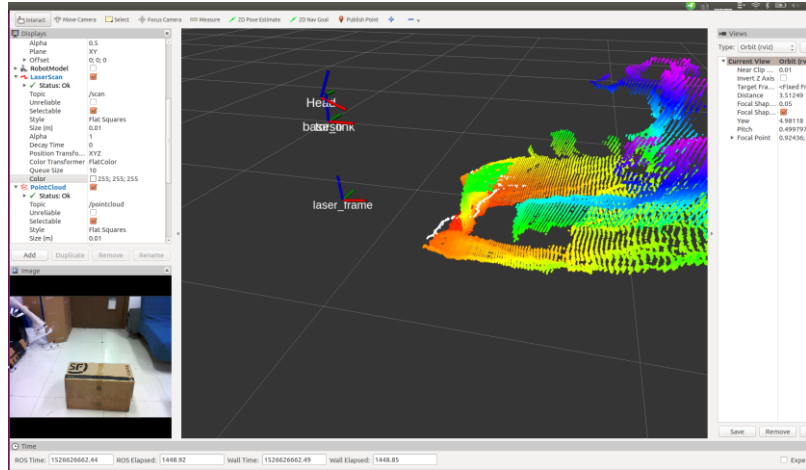 Interact Move Camera Select Focus Camera Measure 2D Pose Estimate 2D Nav Goal Publish Point
Displays
Alpha 0.5
Plane XY
Offset 0; 0; 0
RobotModel
LaserScan
Status: Ok
Topic /scan
Unreliable
Selectable
Style Flat Squares
Size (m) 0.01
Alpha 1
Decay Time 0
Position Transfo... XYZ
Color Transformer FlatColor
Queue Size 10
Color 255; 255; 255
PointCloud
Status: Ok
Topic /pointcloud
Unreliable
Selectable
Style Flat Squares
Size (m) 0.01
Add Duplicate Remove Rename
Image
SF
Head
laser_frame
Views
Type: Orbit (rviz)
Current View Orbit (rv
Near Clip ... 0.01
Invert Z Axis
Target Fra... <Fixed Fr
Distance 3.51249
Focal Shap... 0.05
Focal Shap...
Yaw 4.98118
Pitch 0.499797
Focal Point 0.92436;
Save Remove
Time
ROS Time: 1526626662.44 ROS Elapsed: 1448.92 Wall Time: 1526626662.49 Wall Elapsed: 1448.85 Expe